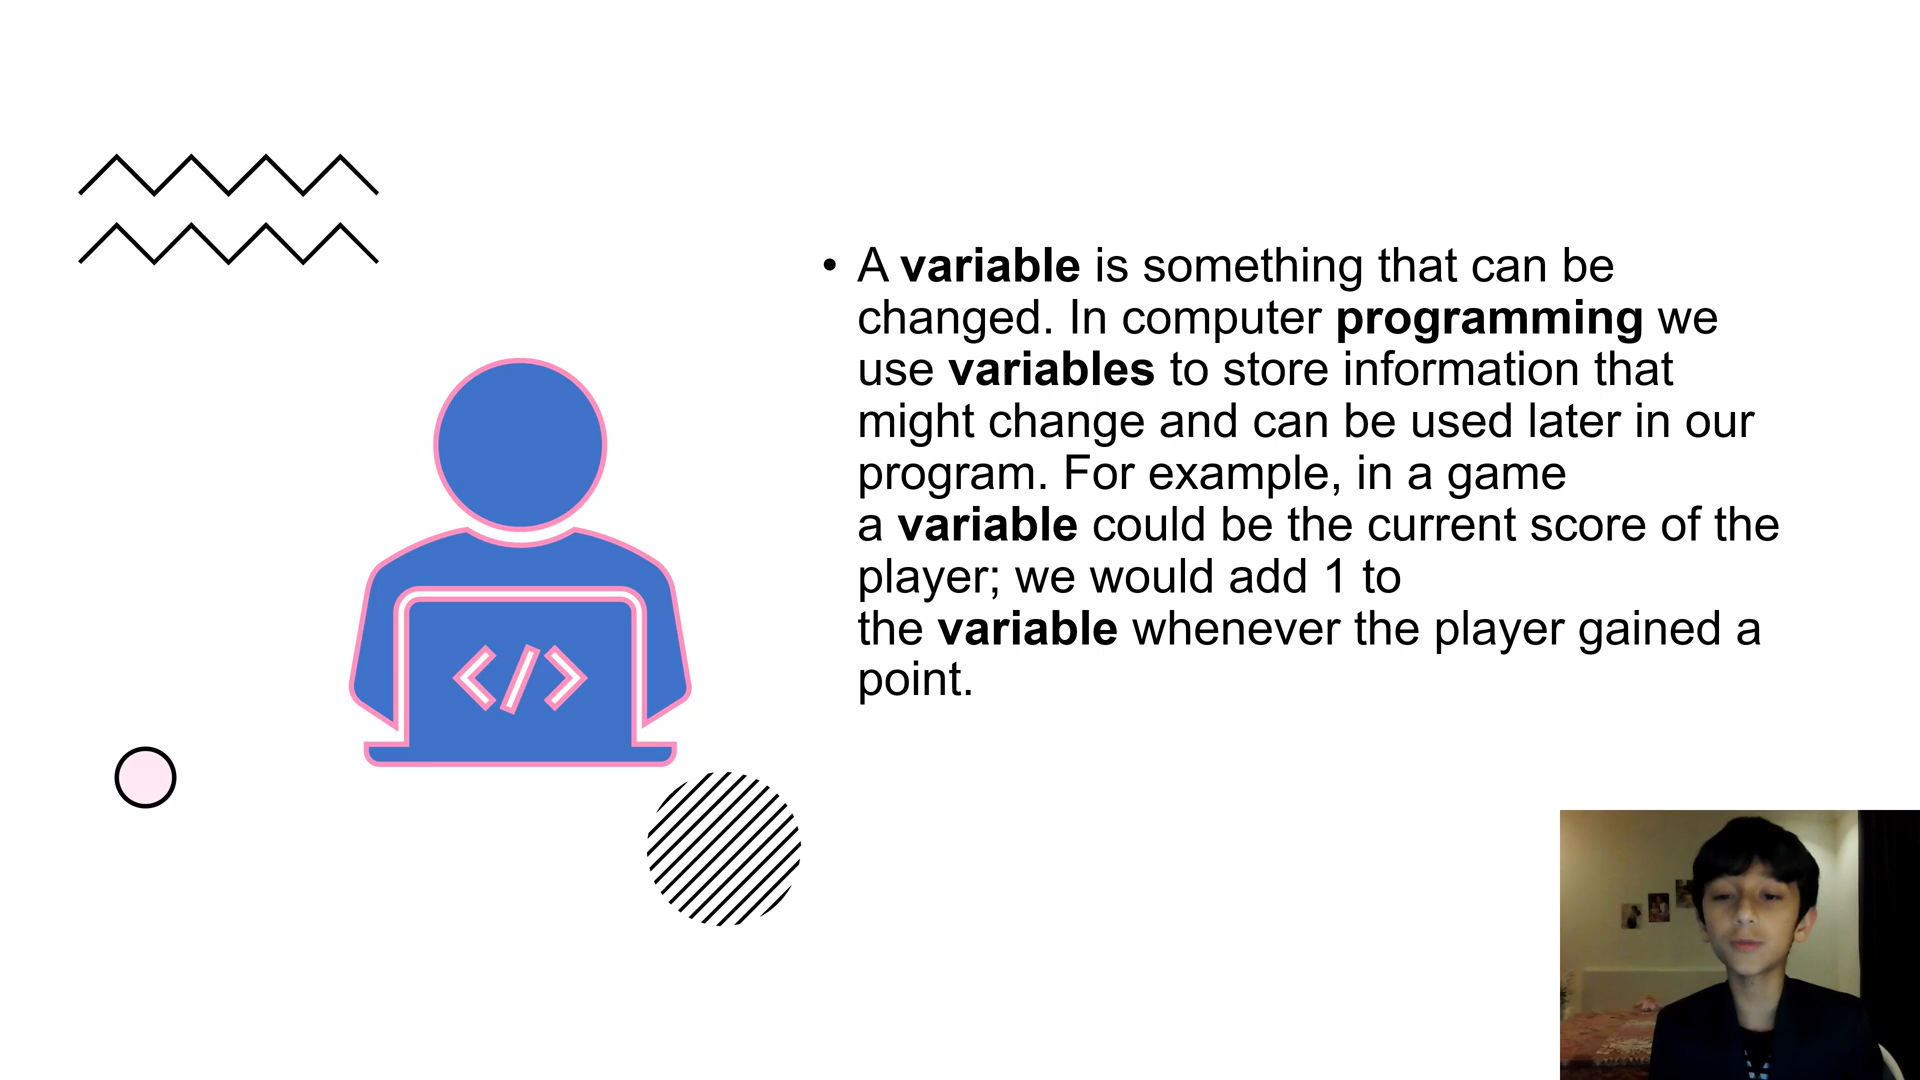 • A variable is something that can be
changed. In computer programming we
use variables to store information that
might change and can be used later in our
program. For example, in a game
a variable could be the current score of the
player; we would add 1 to
the variable whenever the player gained a
point.
</>